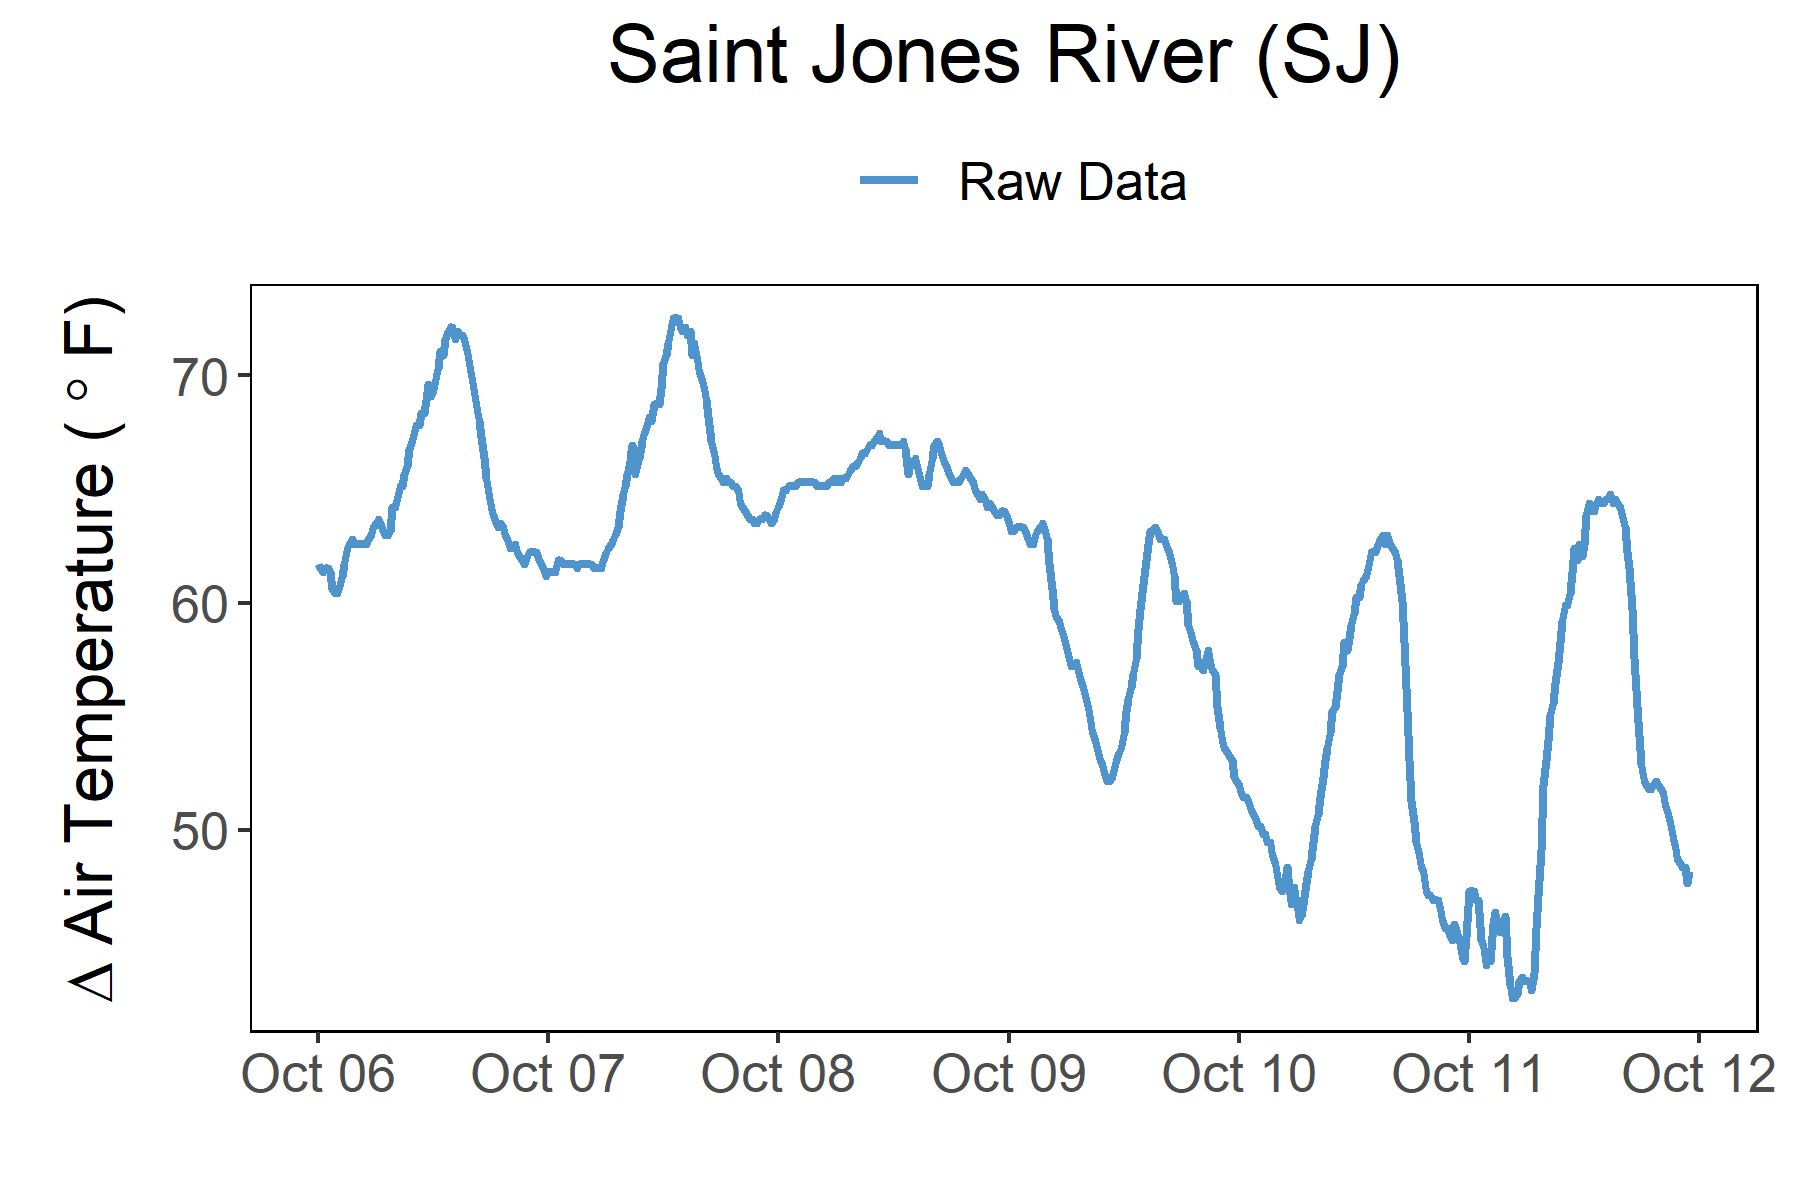 Saint Jones River (SJ)
Raw Data
Δ Air Temperature ( ° F)
70
60
50
Oct 06 Oct 07 Oct 08 Oct 09 Oct 10 Oct 11 Oct 12